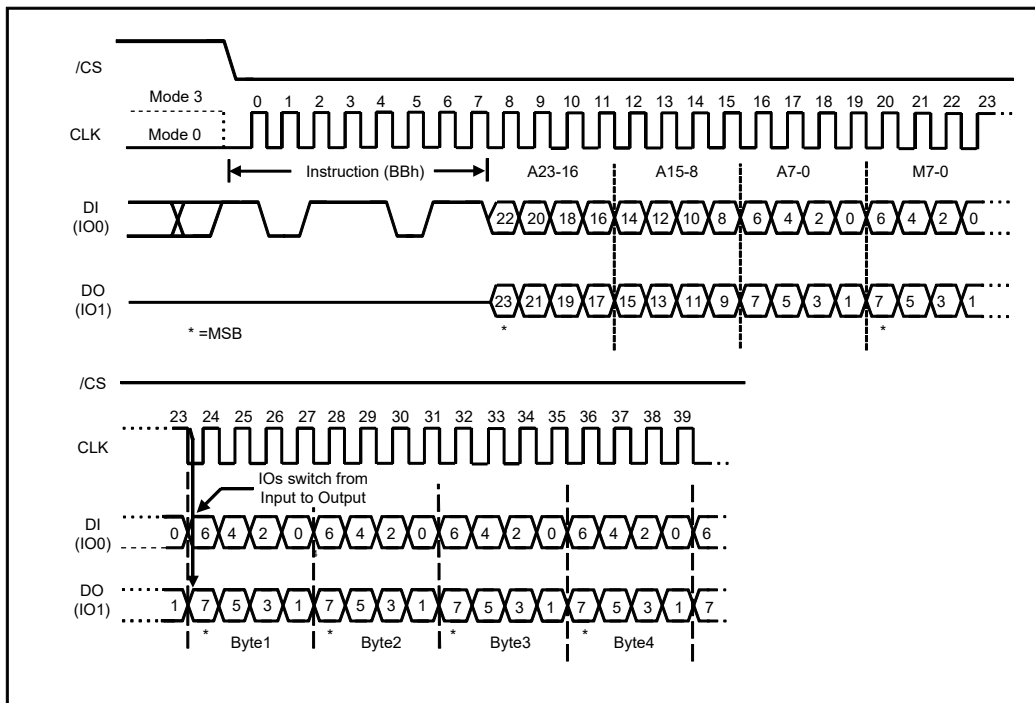 /CS
Mode 3
0 1 2 3 4 5 6 7 8 9 10 11 12 13 14 15 16 17 18 19 20 21 22 23
CLK
Mode 0
Instruction (BBh) A23-16 A15-8 A7-0 M7-0
DI
(IO0)
22 20 18 16 14 12 10 8 6 4 2 0 6 4 2 0
DO
(IO1)
23 21 19 17 15 13 11 9 7 5 3 1 7 5 3 1
* *
* =MSB
/CS
23 24 25 26 27 28 29 30 31 32 33 34 35 36 37 38 39
CLK
IOs switch from
Input to Output
DI
(IO0)
0 6 4 2 0 6 4 2 0 6 4 2 0 6 4 2 0 6
DO
(IO1)
1 7 5 3 1 7 5 3 1 7 5 3 1 7 5 3 1 7
* Byte1 * Byte2 * Byte3 * Byte4